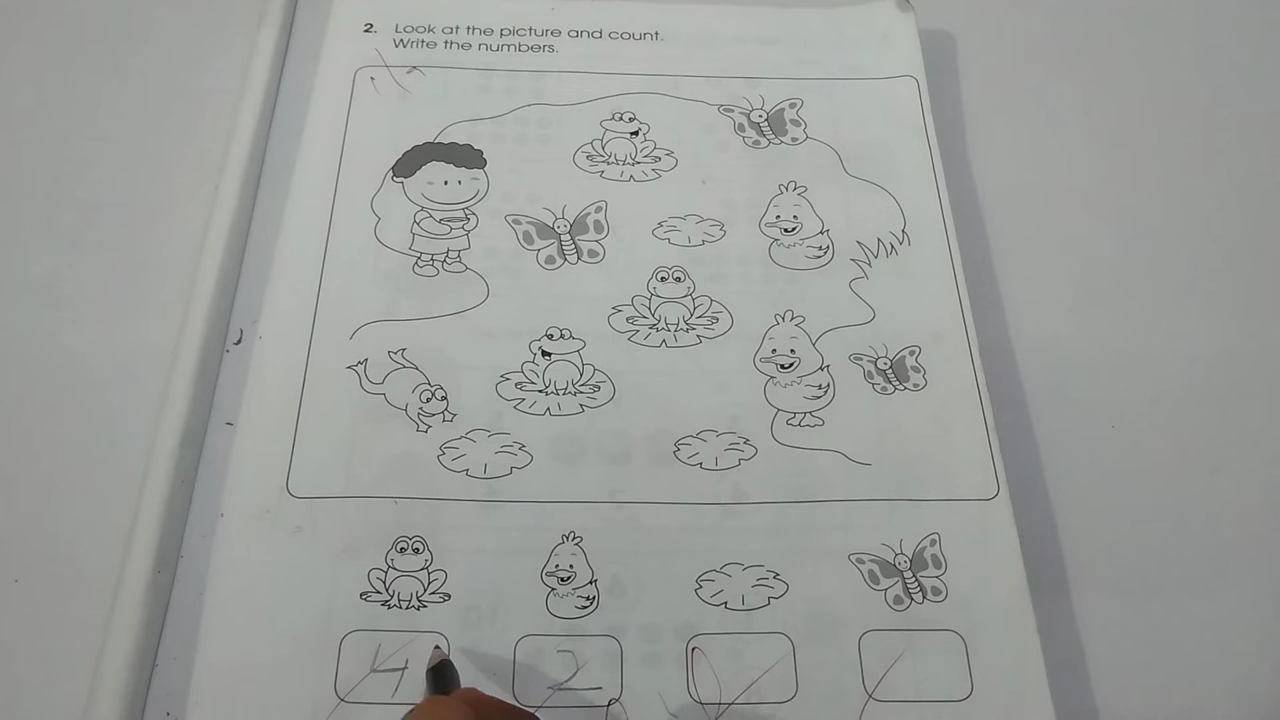 2. Look at the picture and count.
Write the numbers.
4 2